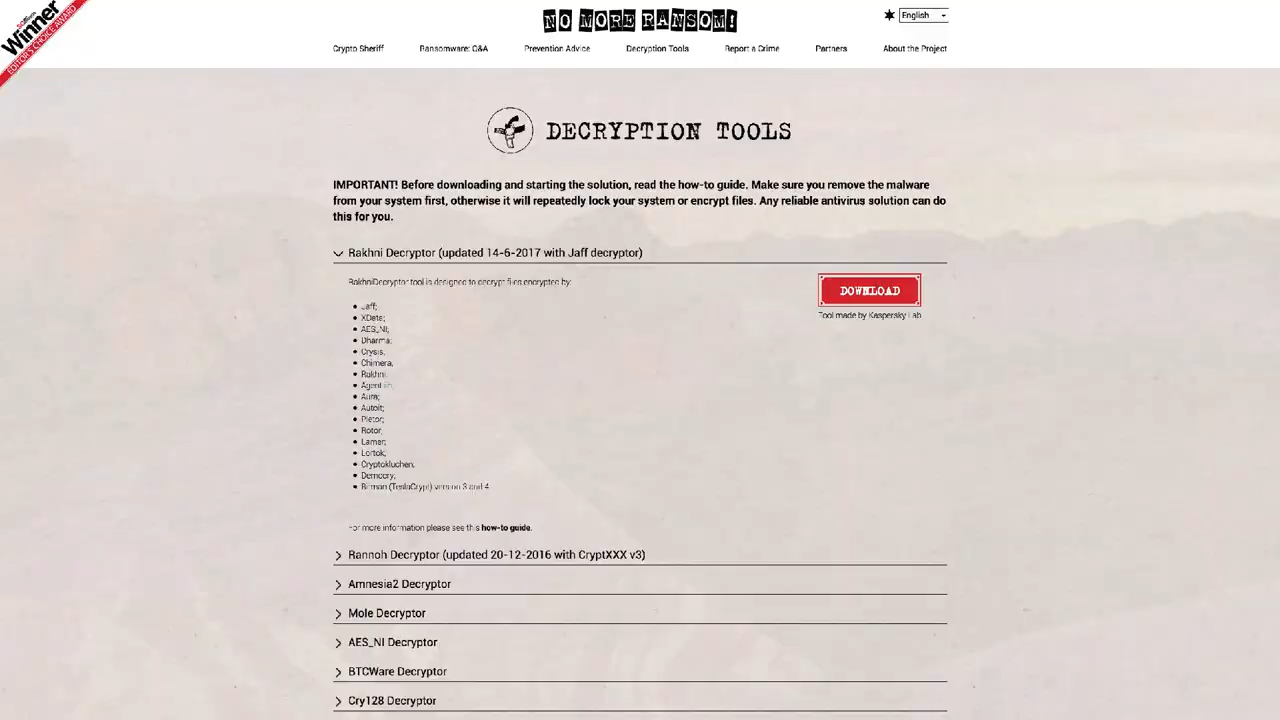 Winner
EDITOR'S CHOICE AWARD
NO MORE RANSOM!
English
Crypto Sheriff
Ransomware: Q&A
Prevention Advice
Decryption Tools
Report a Crime
Partners
About the Project
DECRYPTION TOOLS
IMPORTANT! Before downloading and starting the solution, read the how-to guide. Make sure you remove the malware
from your system first, otherwise it will repeatedly lock your system or encrypt files. Any reliable antivirus solution can do
this for you.
Rakhni Decryptor (updated 14-6-2017 with Jaff decryptor)
RakhniDecryptor tool is designed to decrypt files encrypted by:
DOWNLOAD
Tool made by Kaspersky Lab
Jaff;
XData;
AES_NI;
Dharma;
Crysis;
Chimera;
Rakhni;
Agent.iih;
Aura;
Autoit;
Pletor;
Rotor;
Lamer;
Lortok;
Cryptokluchen;
Democry;
Bitman (TeslaCrypt) version 3 and 4.
For more information please see this how-to guide.
Rannoh Decryptor (updated 20-12-2016 with CryptXXX v3)
Amnesia2 Decryptor
Mole Decryptor
AES_NI Decryptor
BTCWare Decryptor
Cry128 Decryptor